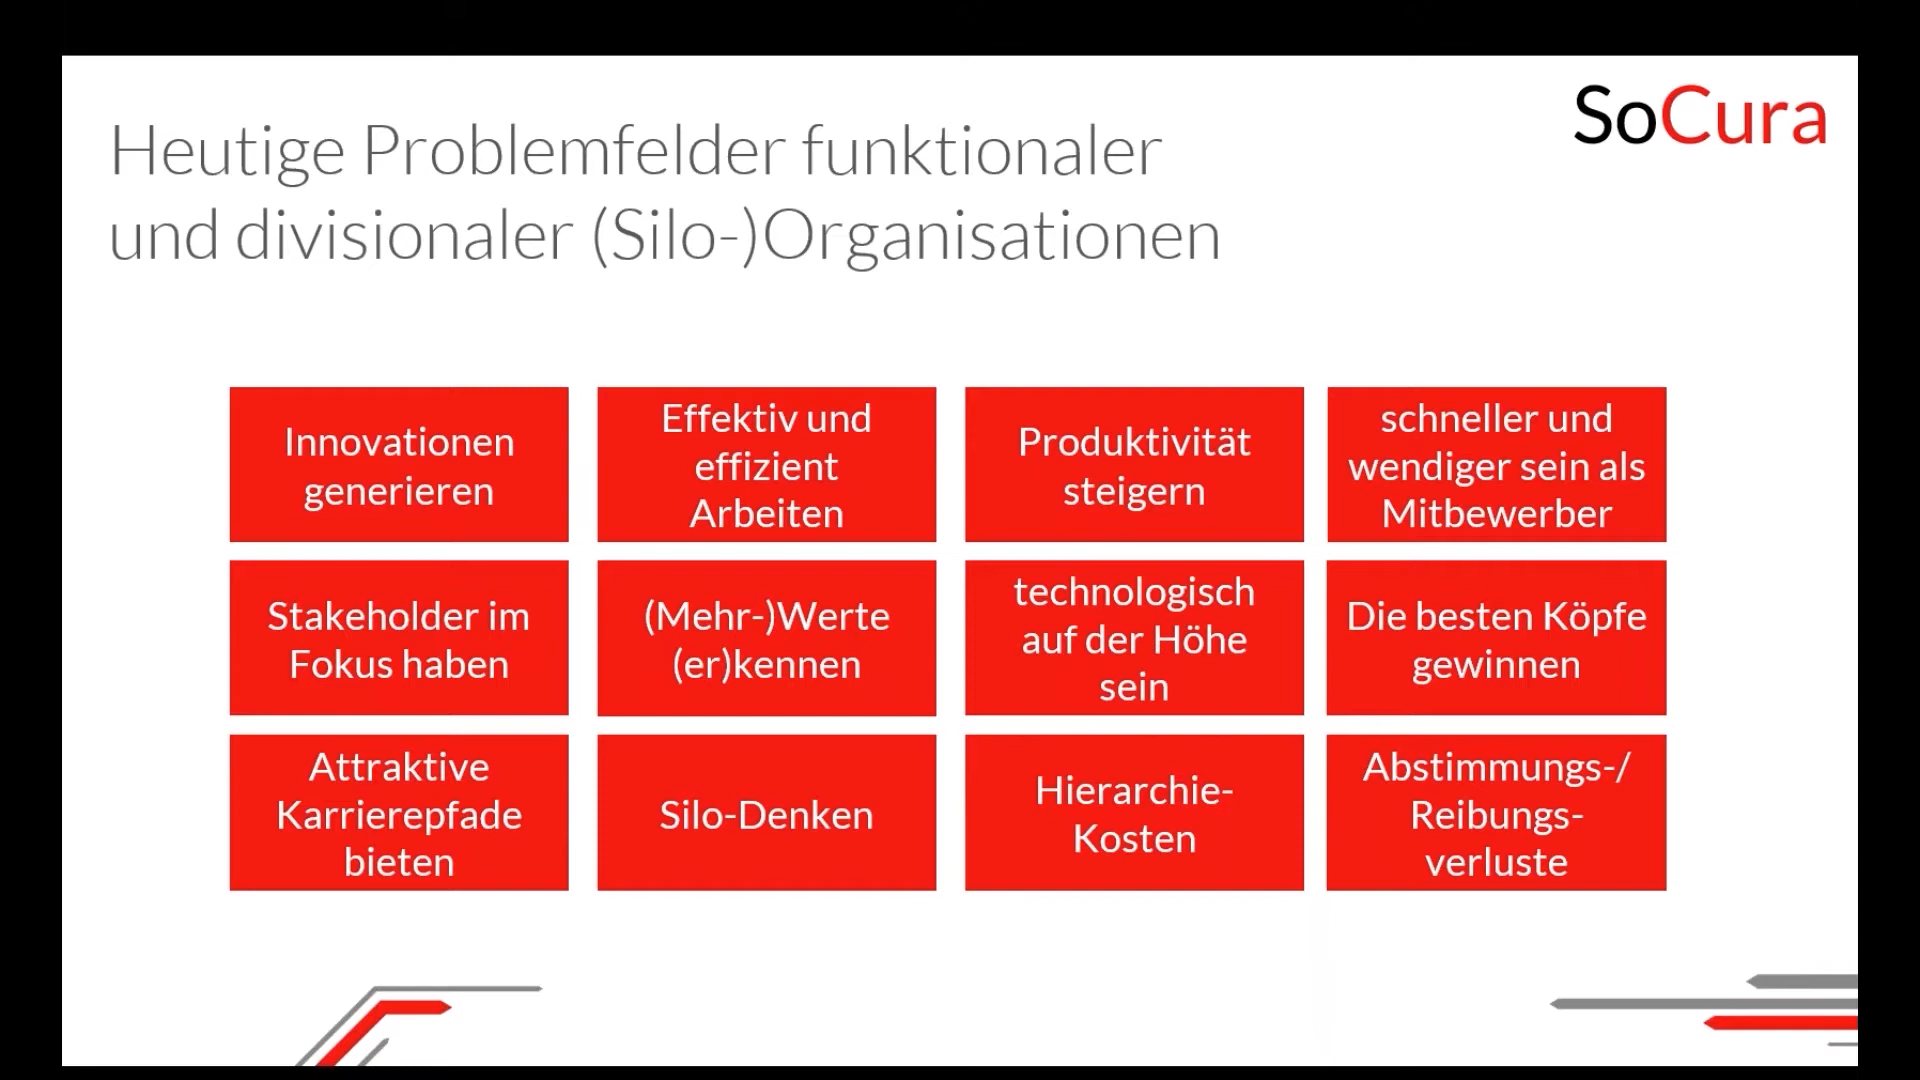 SoCura
Heutige Problemfelder funktionaler
und divisionaler (Silo-)Organisationen
Innovationen
generieren
Effektiv und
effizient
Arbeiten
Produktivität
steigern
schneller und
wendiger sein als
Mitbewerber
Stakeholder im
Fokus haben
(Mehr-)Werte
(er)kennen
technologisch
auf der Höhe
sein
Die besten Köpfe
gewinnen
Attraktive
Karrierepfade
bieten
Silo-Denken
Hierarchie-
Kosten
Abstimmungs-/
Reibungs-
verluste